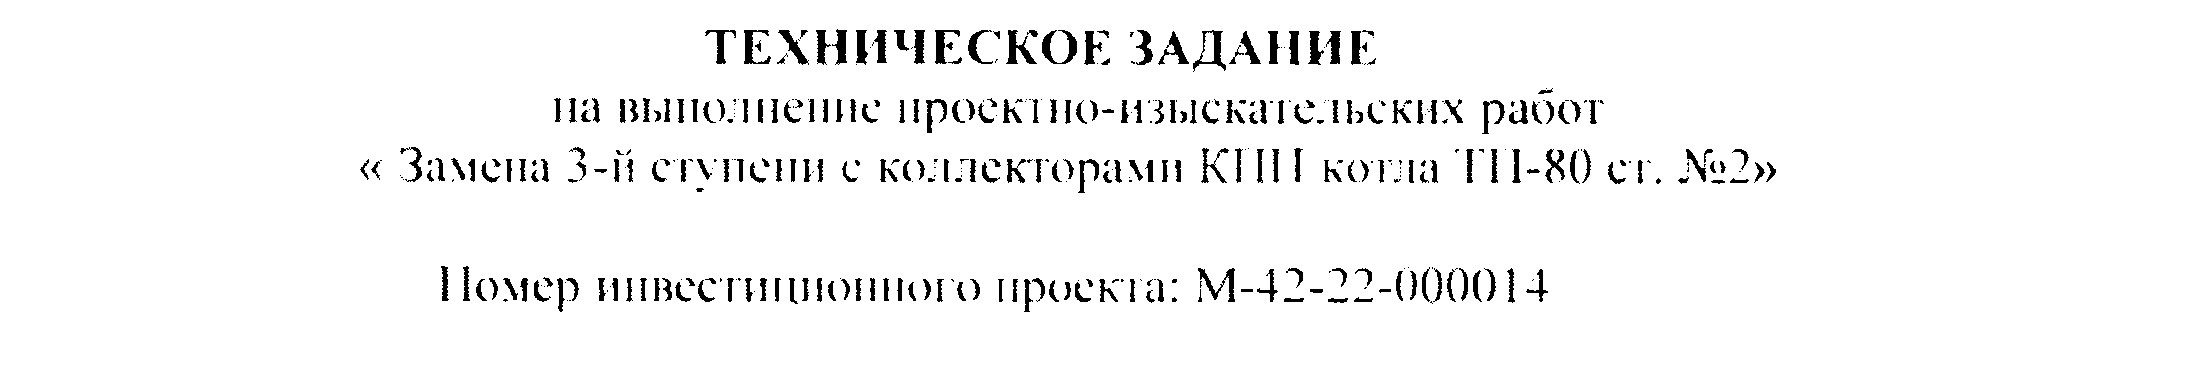 ТЕХНИЧЕСКОЕ ЗАДАНИЕ
на выполнение проектно-изыскательских работ
« Замена 3-й ступени с коллекторами КПП котла ТП-80 ст. №2»
Номер инвестиционного проекта: М-42-22-000014